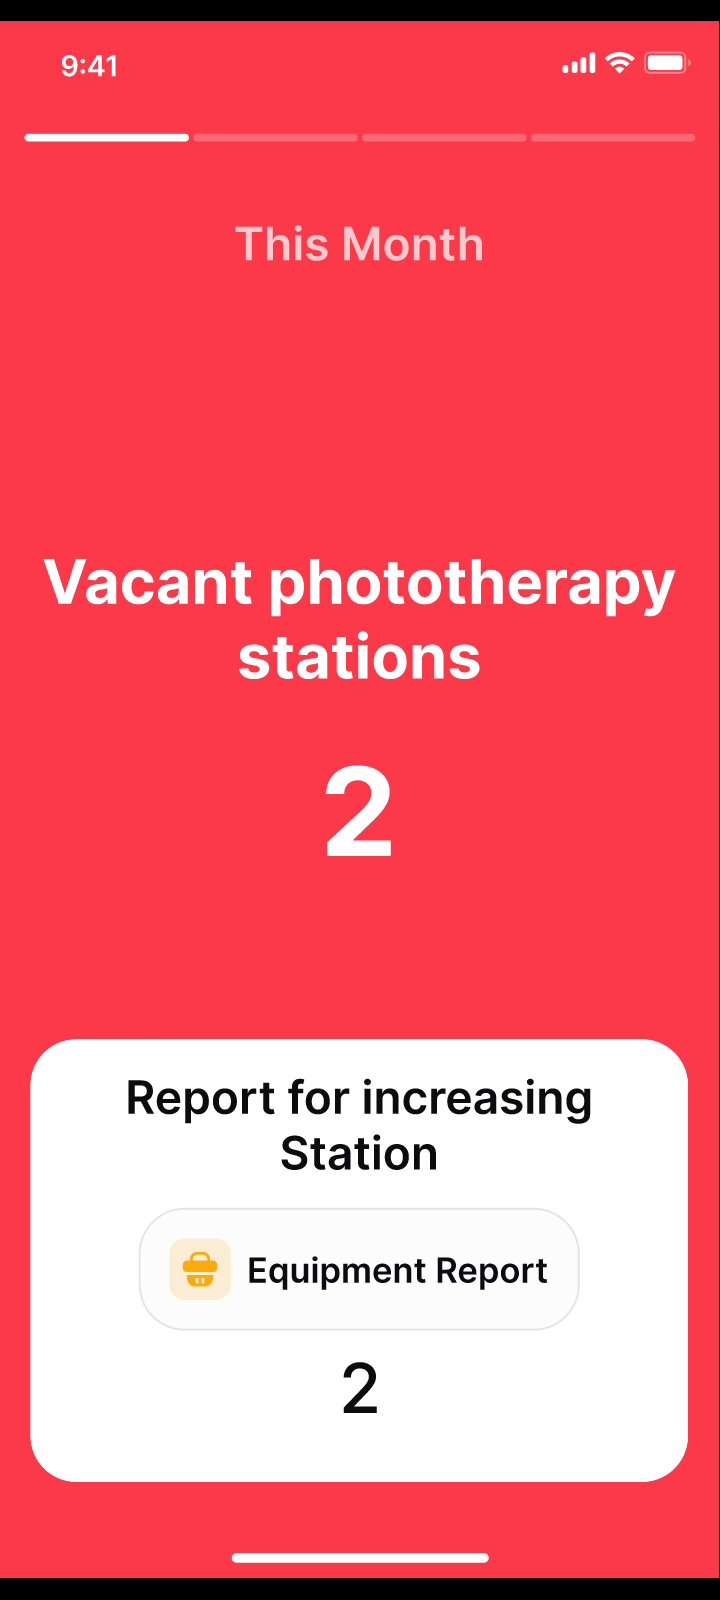 9:41
This Month
Vacant phototherapy
stations
2
Report for increasing
Station
Equipment Report
2